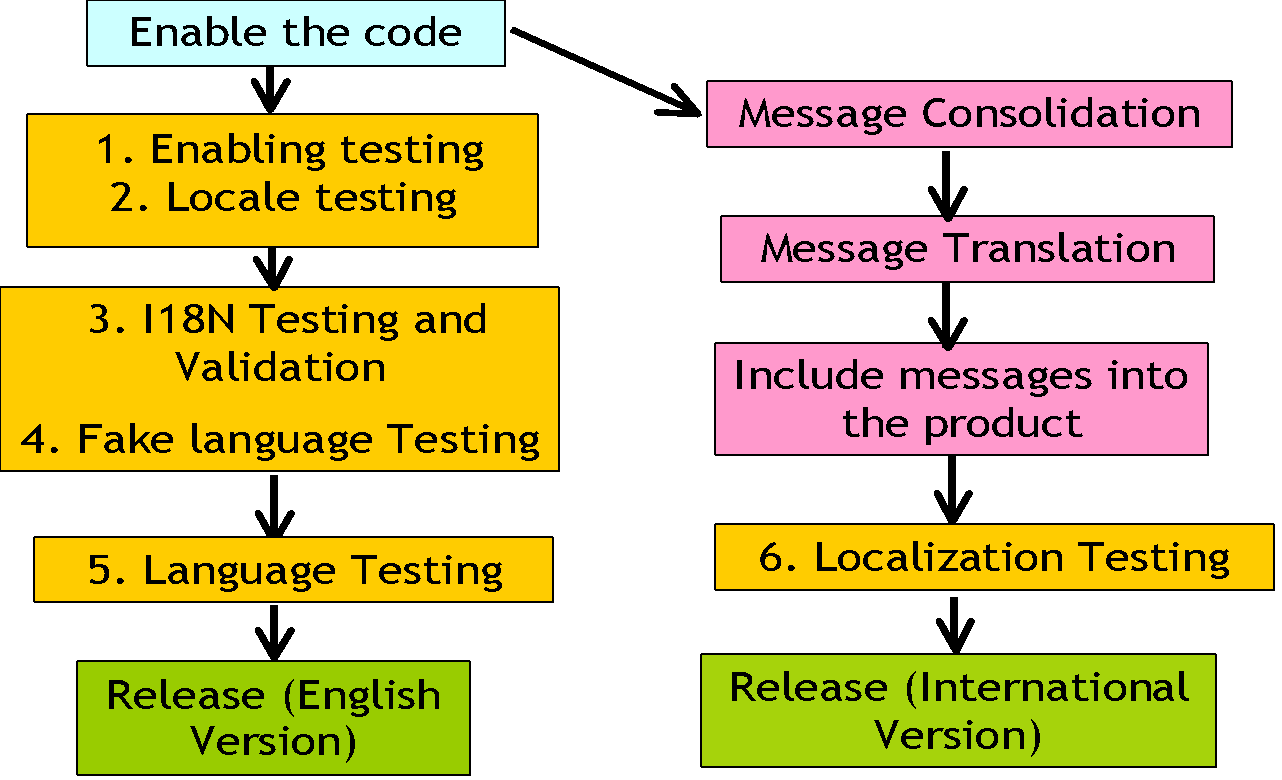 Enable the code
1. Enabling testing
2. Locale testing
3. I18N Testing and
Validation
4. Fake language Testing
5. Language Testing
Release (English
Version)
Message Consolidation
Message Translation
Include messages into
the product
6. Localization Testing
Release (International
Version)